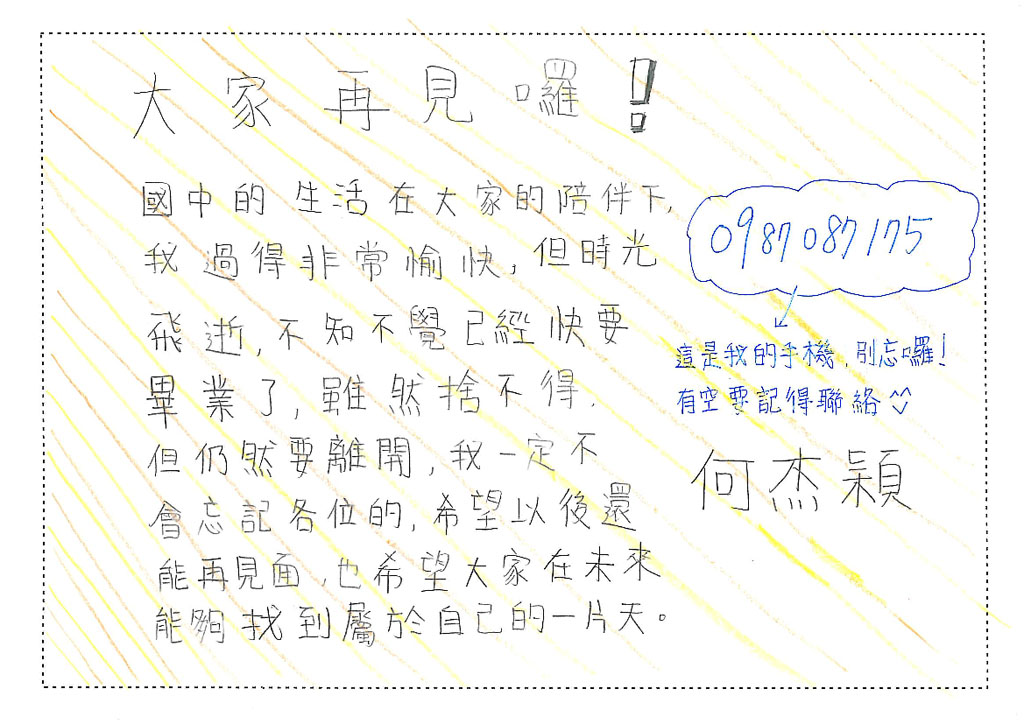 大家再見囉!
國中的生活在大家的陪伴下,
我過得非常愉快,但時光
飛逝,不知不覺已經快要
畢業了,雖然捨不得,
但仍然要離開,我一定不
會忘記各位的,希望以後還
能再見面,也希望大家在未來
能夠找到屬於自己的一片天。
0987087175
這是我的手機,別忘囉!
有空要記得聯絡
何杰穎